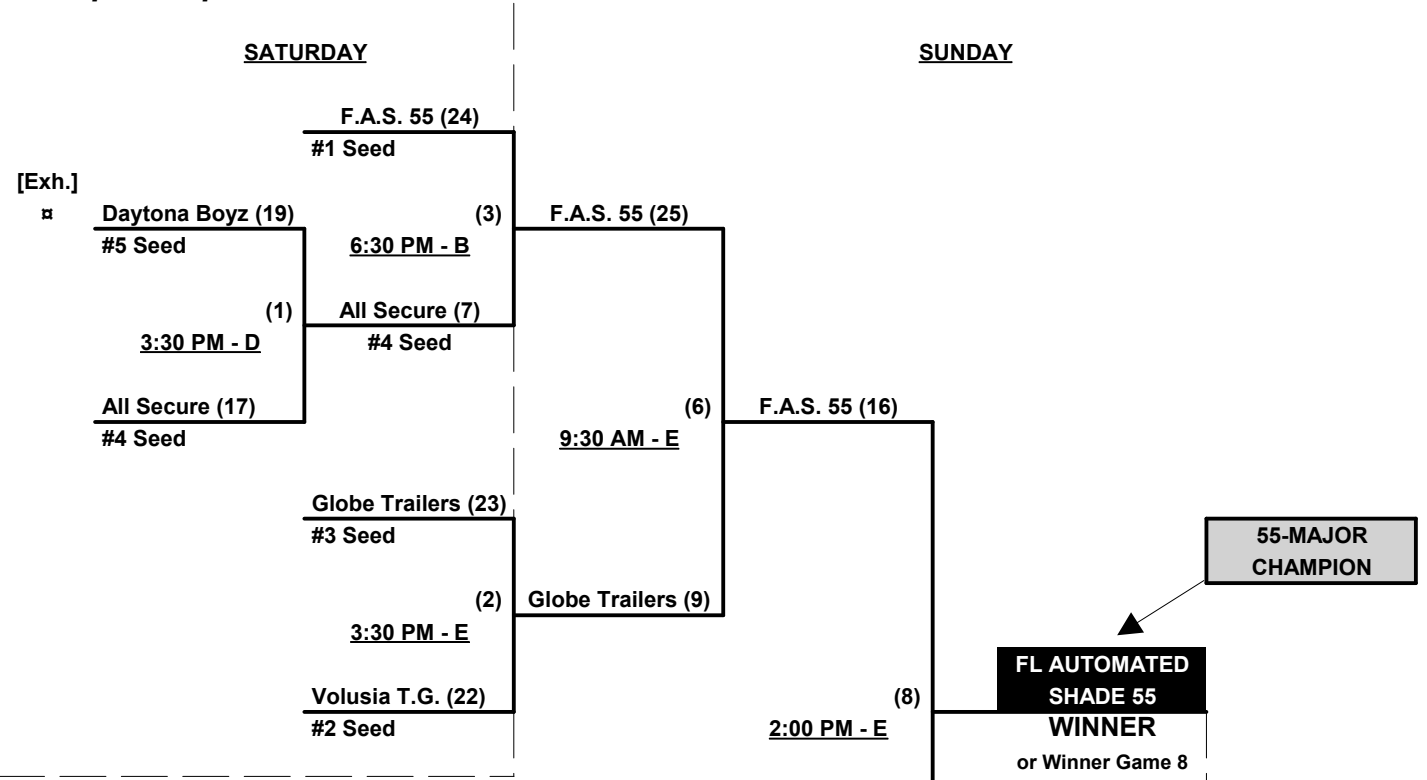 SATURDAY
SUNDAY
F.A.S. 55 (24)
#1 Seed
[Exh.]
¤
Daytona Boyz (19)
(3)
F.A.S. 55 (25)
#5 Seed
6:30 PM - B
(1)
All Secure (7)
3:30 PM - D
#4 Seed
All Secure (17)
(6)
F.A.S. 55 (16)
#4 Seed
9:30 AM - E
Globe Trailers (23)
#3 Seed
55-MAJOR
CHAMPION
(2)
Globe Trailers (9)
3:30 PM - E
FL AUTOMATED
SHADE 55
Volusia T.G. (22)
(8)
#2 Seed
2:00 PM - E
WINNER
or Winner Game 8